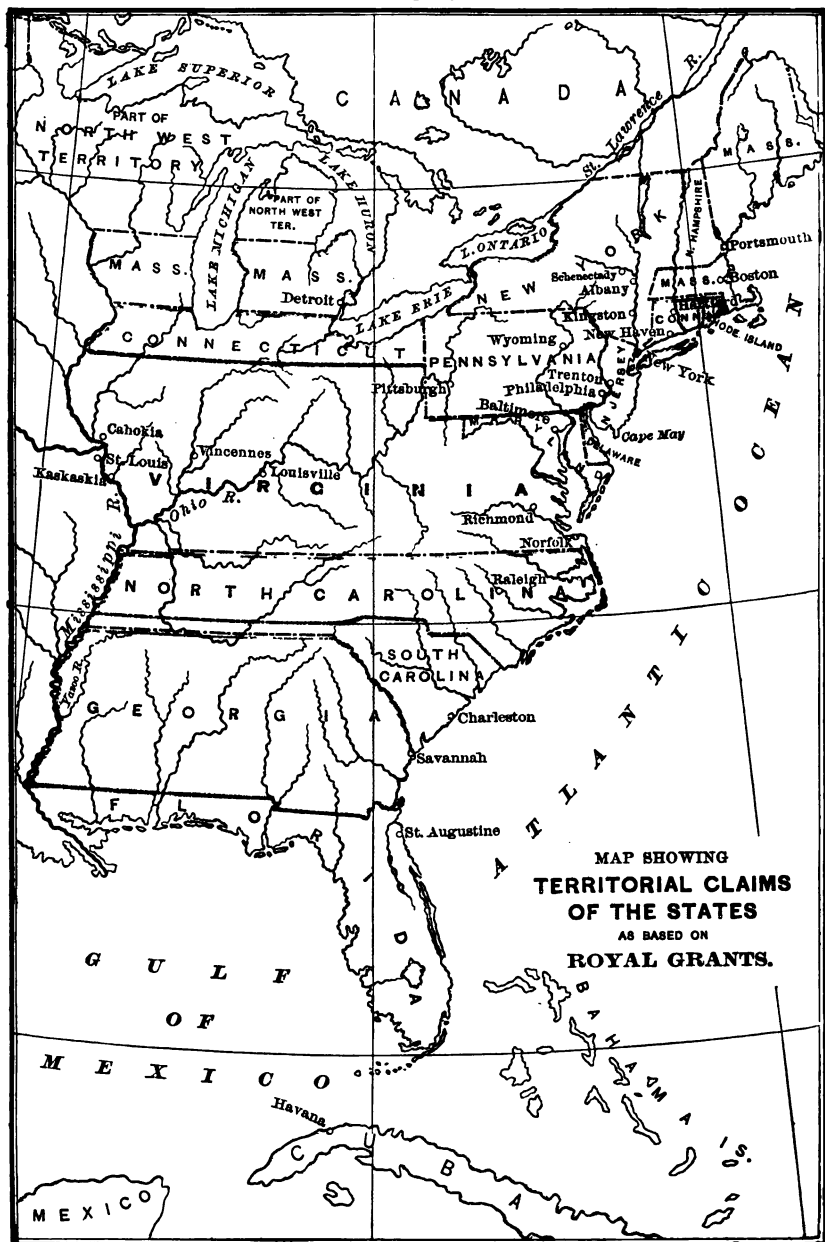 LAKE SUPERIOR
CANADA
St. Lawrence R.
PART OF
NORTH WEST
TERRITORY
MASS.
LAKE MICHIGAN
LAKE HURON
PART OF
NORTH WEST
TER.
N. HAMPSHIRE
L. ONTARIO
NEW YORK
Portsmouth
Schenectady
Albany
MASS.
Boston
MASS.
MASS.
Detroit
LAKE ERIE
Kingston
CONN.
New Haven
RHODE ISLAND
CONNECTICUT
Wyoming
PENNSYLVANIA
New York
Trenton
Pittsburgh
Philadelphia
N. JERSEY
Baltimore
MARYLAND
Cape May
DELAWARE
Cahokia
St. Louis
Vincennes
Kaskaskia
Louisville
VIRGINIA
Ohio R.
Richmond
Norfolk
Mississippi R.
Raleigh
NORTH CAROLINA
SOUTH
CAROLINA
Yazoo R.
GEORGIA
Charleston
Savannah
FLORIDA
St. Augustine
ATLANTIC OCEAN
MAP SHOWING
TERRITORIAL CLAIMS
OF THE STATES
AS BASED ON
ROYAL GRANTS.
GULF
OF
MEXICO
BAHAMA IS.
Havana
CUBA
MEXICO